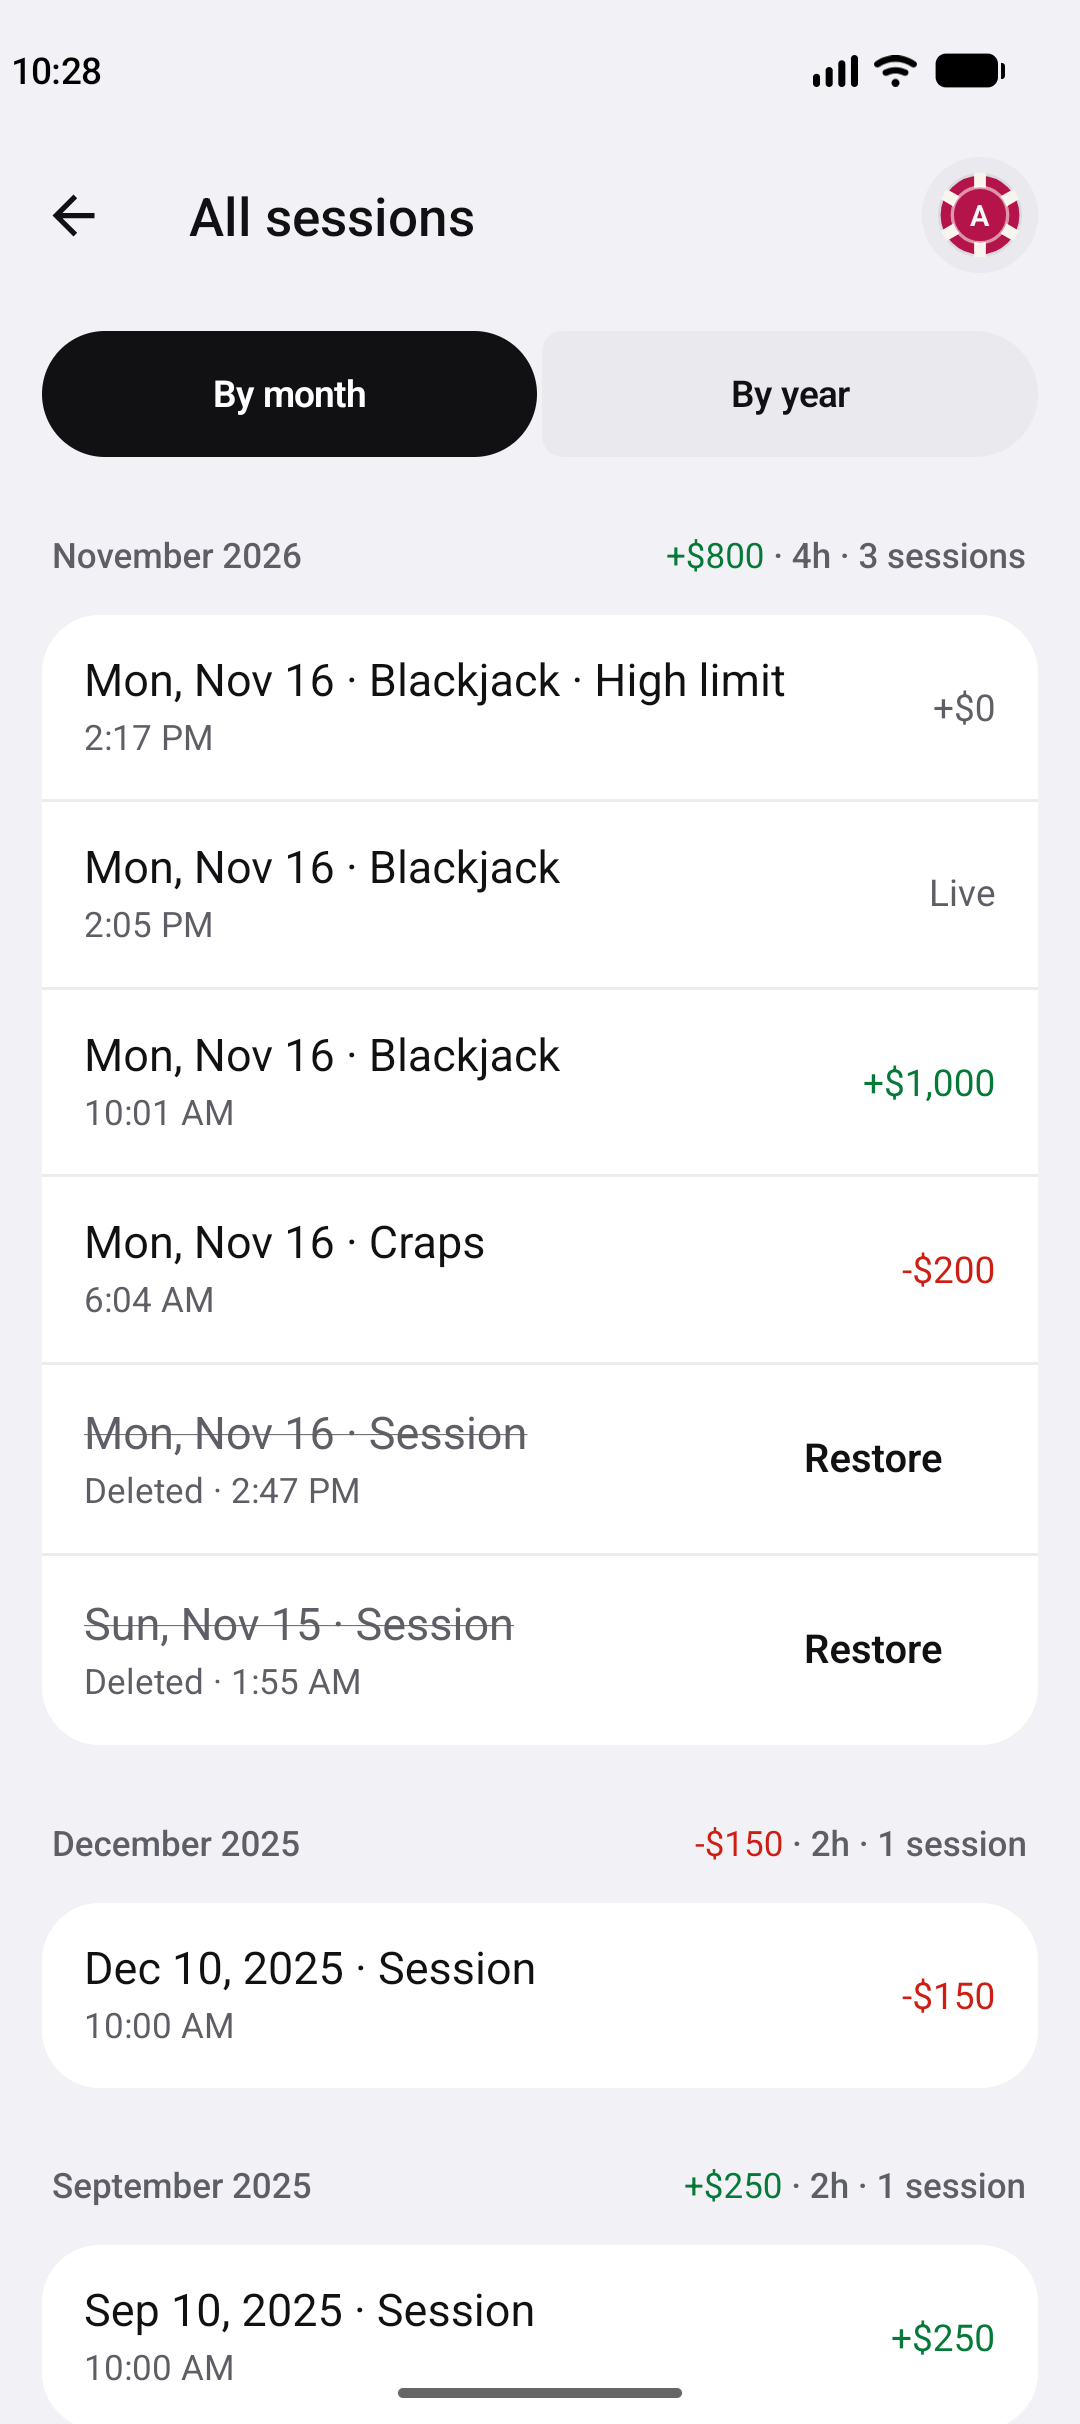 10:28
All sessions
A
By month
By year
November 2026
+$800 · 4h · 3 sessions
Mon, Nov 16 · Blackjack · High limit
2:17 PM
+$0
Mon, Nov 16 · Blackjack
2:05 PM
Live
Mon, Nov 16 · Blackjack
10:01 AM
+$1,000
Mon, Nov 16 · Craps
6:04 AM
-$200
Mon, Nov 16 · Session
Deleted · 2:47 PM
Restore
Sun, Nov 15 · Session
Deleted · 1:55 AM
Restore
December 2025
-$150 · 2h · 1 session
Dec 10, 2025 · Session
10:00 AM
-$150
September 2025
+$250 · 2h · 1 session
Sep 10, 2025 · Session
10:00 AM
+$250